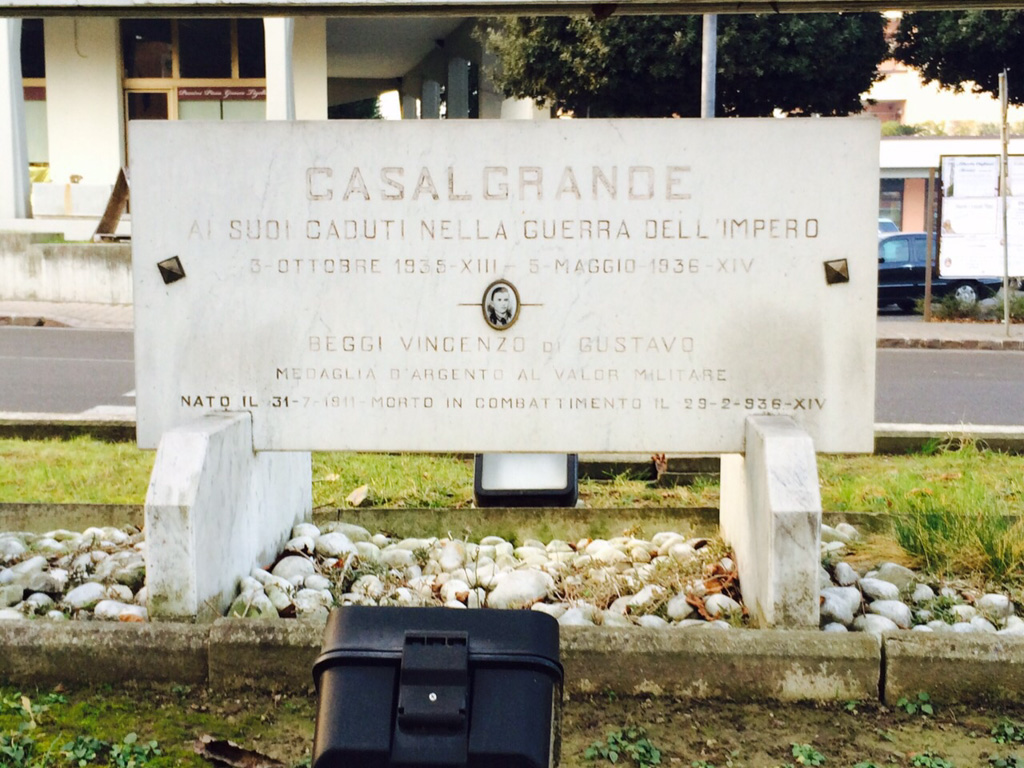 CASALGRANDE
AI SUOI CADUTI NELLA GUERRA DELL'IMPERO
3-OTTOBRE 1935-XIII - 5-MAGGIO-1936-XIV
BEGGI VINCENZO DI GUSTAVO
MEDAGLIA D'ARGENTO AL VALOR MILITARE
NATO IL 31-7-1911-MORTO IN COMBATTIMENTO IL 29-2-936-XIV